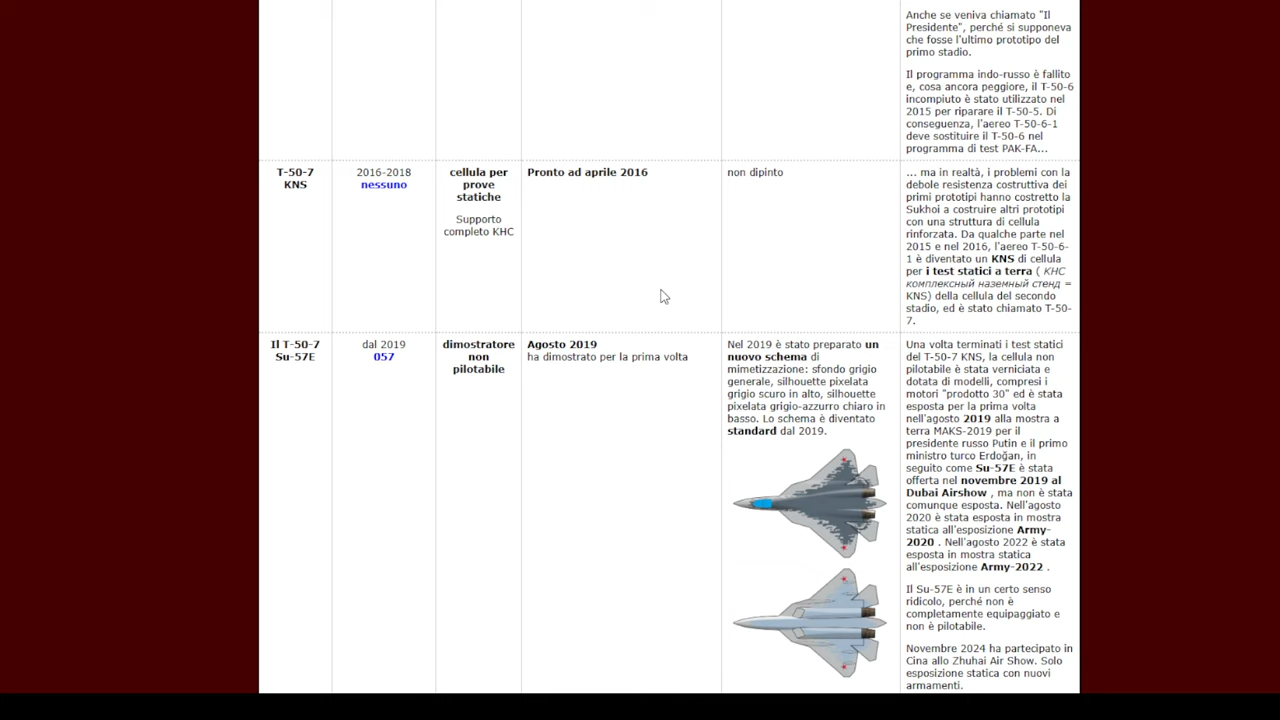 Anche se veniva chiamato "Il
Presidente", perché si supponeva
che fosse l'ultimo prototipo del
primo stadio.
Il programma indo-russo è fallito
e, cosa ancora peggiore, il T-50-6
incompiuto è stato utilizzato nel
2015 per riparare il T-50-5. Di
conseguenza, l'aereo T-50-6-1
deve sostituire il T-50-6 nel
programma di test PAK-FA...
T-50-7
KNS
2016-2018
nessuno
cellula per
prove
statiche
Supporto
completo KHC
Pronto ad aprile 2016
non dipinto
... ma in realtà, i problemi con la
debole resistenza costruttiva dei
primi prototipi hanno costretto la
Sukhoi a costruire altri prototipi
con una struttura di cellula
rinforzata. Da qualche parte nel
2015 e nel 2016, l'aereo T-50-6-
1 è diventato un KNS di cellula
per i test statici a terra ( КНС
комплексный наземный стенд =
KNS) della cellula del secondo
stadio, ed è stato chiamato T-50-
7.
Il T-50-7
Su-57E
dal 2019
057
dimostratore
non
pilotabile
Agosto 2019
ha dimostrato per la prima volta
Nel 2019 è stato preparato un
nuovo schema di
mimetizzazione: sfondo grigio
generale, silhouette pixelata
grigio scuro in alto, silhouette
pixelata grigio-azzurro chiaro in
basso. Lo schema è diventato
standard dal 2019.
Una volta terminati i test statici
del T-50-7 KNS, la cellula non
pilotabile è stata verniciata e
dotata di modelli, compresi i
motori "prodotto 30" ed è stata
esposta per la prima volta
nell'agosto 2019 alla mostra a
terra MAKS-2019 per il
presidente russo Putin e il primo
ministro turco Erdoğan, in
seguito come Su-57E è stata
offerta nel novembre 2019 al
Dubai Airshow , ma non è stata
comunque esposta. Nell'agosto
2020 è stata esposta in mostra
statica all'esposizione Army-
2020 . Nell'agosto 2022 è stata
esposta in mostra statica
all'esposizione Army-2022 .
Il Su-57E è in un certo senso
ridicolo, perché non è
completamente equipaggiato e
non è pilotabile.
Novembre 2024 ha partecipato in
Cina allo Zhuhai Air Show. Solo
esposizione statica con nuovi
armamenti.